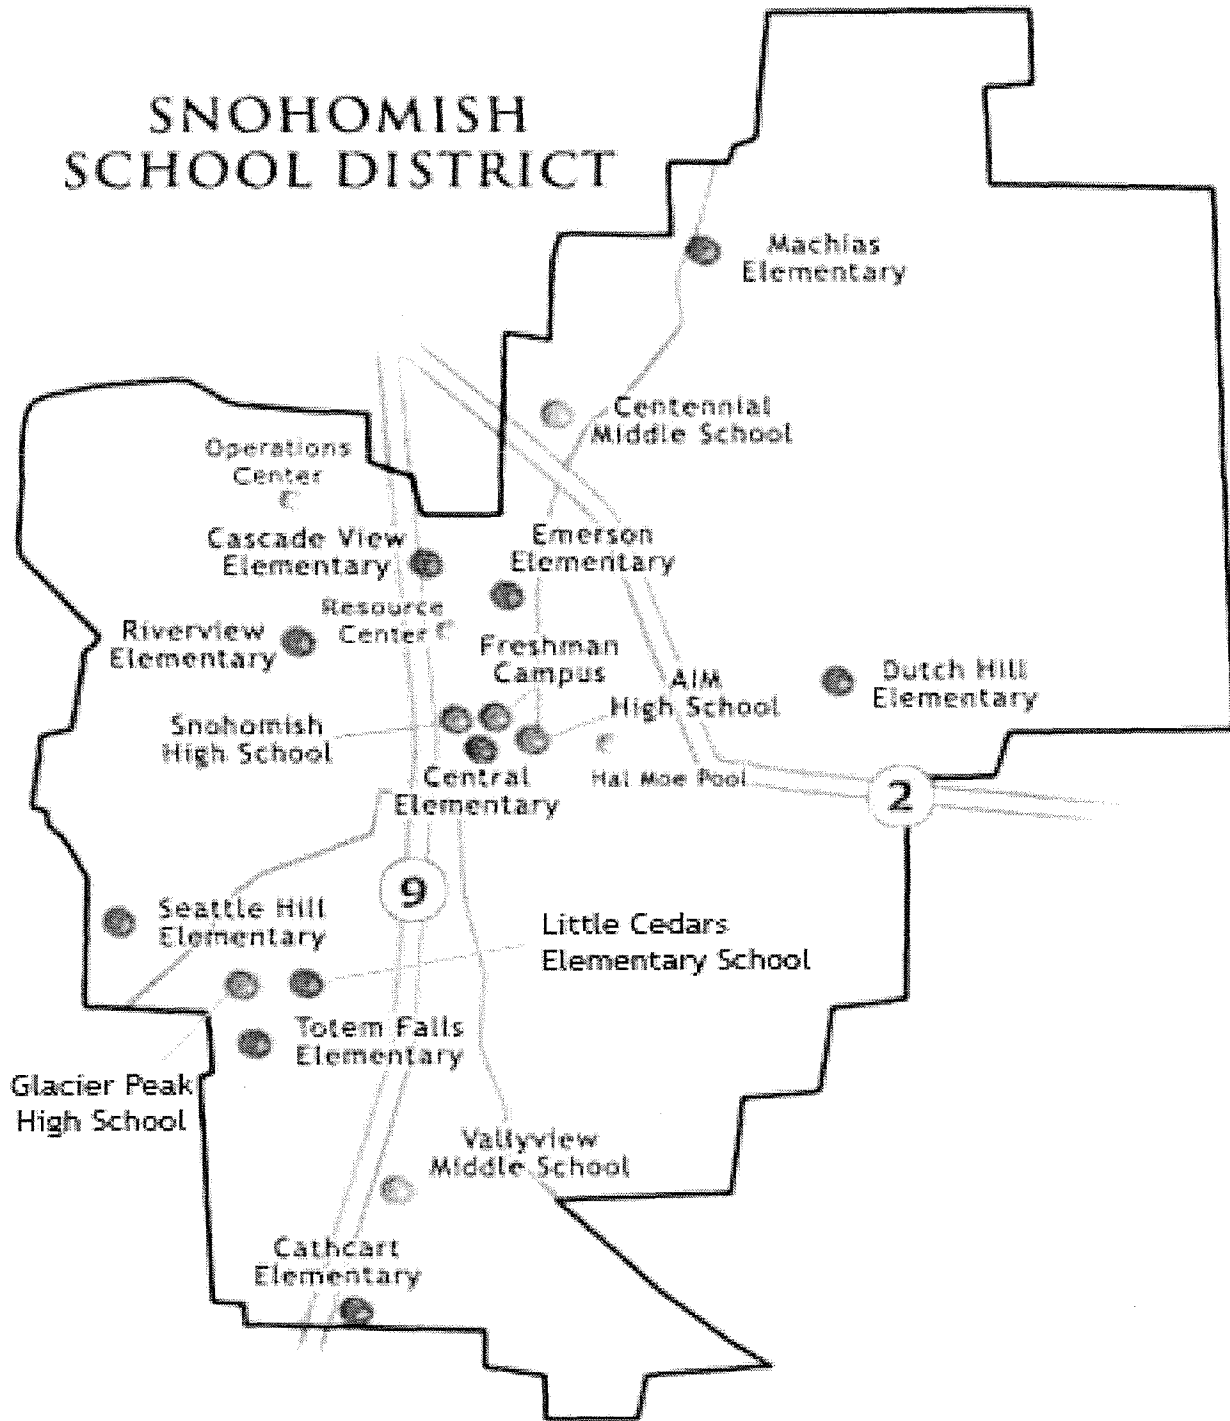 SNOHOMISH
SCHOOL DISTRICT
Machias
Elementary
Centennial
Middle School
Operations
Center
Cascade View
Elementary
Emerson
Elementary
Resource
Center
Riverview
Elementary
Freshman
Campus
AIM
High School
Dutch Hill
Elementary
Snohomish
High School
Central
Elementary
Hal Moe Pool
2
9
Seattle Hill
Elementary
Little Cedars
Elementary School
Totem Falls
Elementary
Glacier Peak
High School
Vallyview
Middle School
Cathcart
Elementary